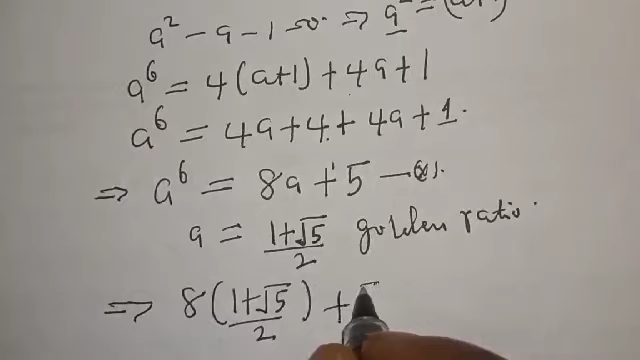 a² - a - 1 = 0. ⇒ a² = (a+1)
a⁶ = 4(a+1) + 4a + 1
a⁶ = 4a + 4 + 4a + 1.
⇒ a⁶ = 8a + 5
a = (1+√5)/2 golden ratio.
⇒ 8((1+√5)/2) +